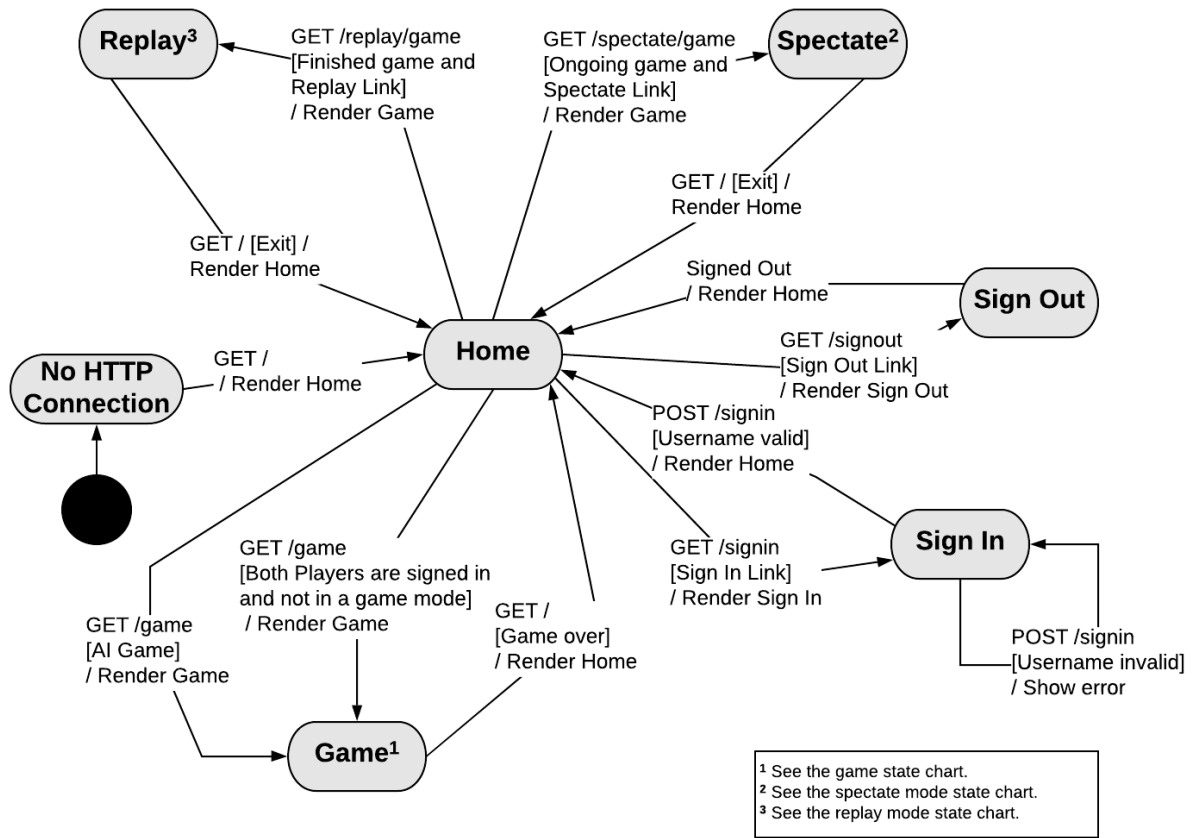 Replay³
GET /replay/game
[Finished game and
Replay Link]
/ Render Game
GET /spectate/game
[Ongoing game and
Spectate Link]
/ Render Game
Spectate²
GET / [Exit] /
Render Home
GET / [Exit] /
Render Home
Signed Out
/ Render Home
Sign Out
GET /signout
[Sign Out Link]
/ Render Sign Out
Home
No HTTP
Connection
GET /
/ Render Home
POST /signin
[Username valid]
/ Render Home
GET /signin
[Sign In Link]
/ Render Sign In
Sign In
POST /signin
[Username invalid]
/ Show error
GET /game
[Both Players are signed in
and not in a game mode]
/ Render Game
GET /game
[AI Game]
/ Render Game
GET /
[Game over]
/ Render Home
Game¹
¹ See the game state chart.
² See the spectate mode state chart.
³ See the replay mode state chart.